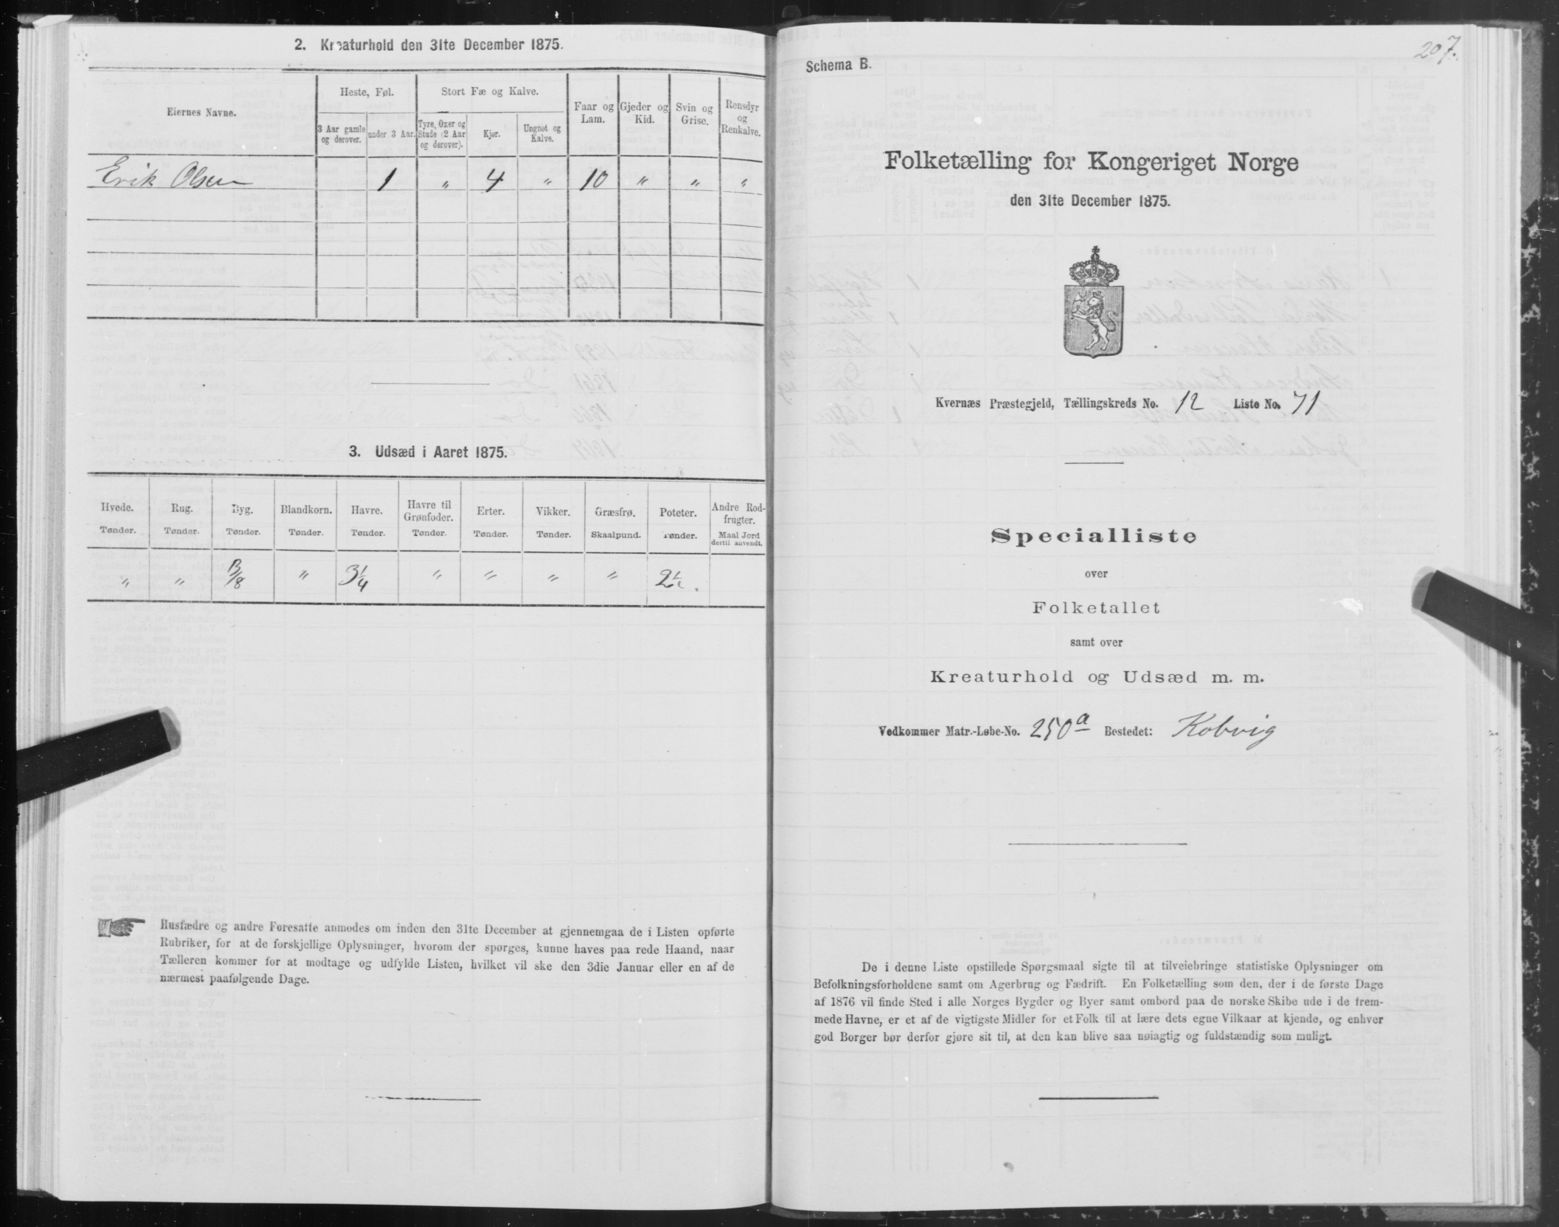 2. Kreaturhold den 31te December 1875.
Eiernes Navne.
Heste, Føl.
Stort Fæ og Kalve.
Faar og Lam.
Gjeder og Kid.
Svin og Grise.
Rensdyr og Renkalve.
3 Aar gamle og derover.
under 3 Aar.
Tyre, Oxer og Stude (2 Aar og derover).
Kjør.
Ungnøt og Kalve.
Erik Olsen 1 " 4 " 10 " " "
3. Udsæd i Aaret 1875.
Hvede. Rug. Byg. Blandkorn. Havre. Havre til Grønfoder. Erter. Vikker. Græsfrø. Poteter. Andre Rodfrugter.
Tønder. Tønder. Tønder. Tønder. Tønder. Tønder. Tønder. Tønder. Skaalpund. Tønder. Maal Jord dertil anvendt.
" " " 3¼ " " " " 2½.
Husfædre og andre Foresatte anmodes om inden den 31te December at gjennemgaa de i Listen opførte
Rubriker, for at de forskjellige Oplysninger, hvorom der spørges, kunne haves paa rede Haand, naar
Tælleren kommer for at modtage og udfylde Listen, hvilket vil ske den 3die Januar eller en af de
nærmest paafølgende Dage.
207.
Schema B.
Folketælling for Kongeriget Norge
den 31te December 1875.
Kvernæs Præstegjeld, Tællingskreds No. 12 Liste No. 71
Specialliste
over
Folketallet
samt over
Kreaturhold og Udsæd m. m.
Vedkommer Matr.-Løbe-No. 250a Bostedet: Kobvig
De i denne Liste opstillede Spørgsmaal sigte til at tilveiebringe statistiske Oplysninger om
Befolkningsforholdene samt om Agerbrug og Fædrift. En Folketælling som den, der i de første Dage
af 1876 vil finde Sted i alle Norges Bygder og Byer samt ombord paa de norske Skibe ude i de frem-
mede Havne, er et af de vigtigste Midler for et Folk til at lære dets egne Vilkaar at kjende, og enhver
god Borger bør derfor gjøre sit til, at den kan blive saa nøiagtig og fuldstændig som muligt.